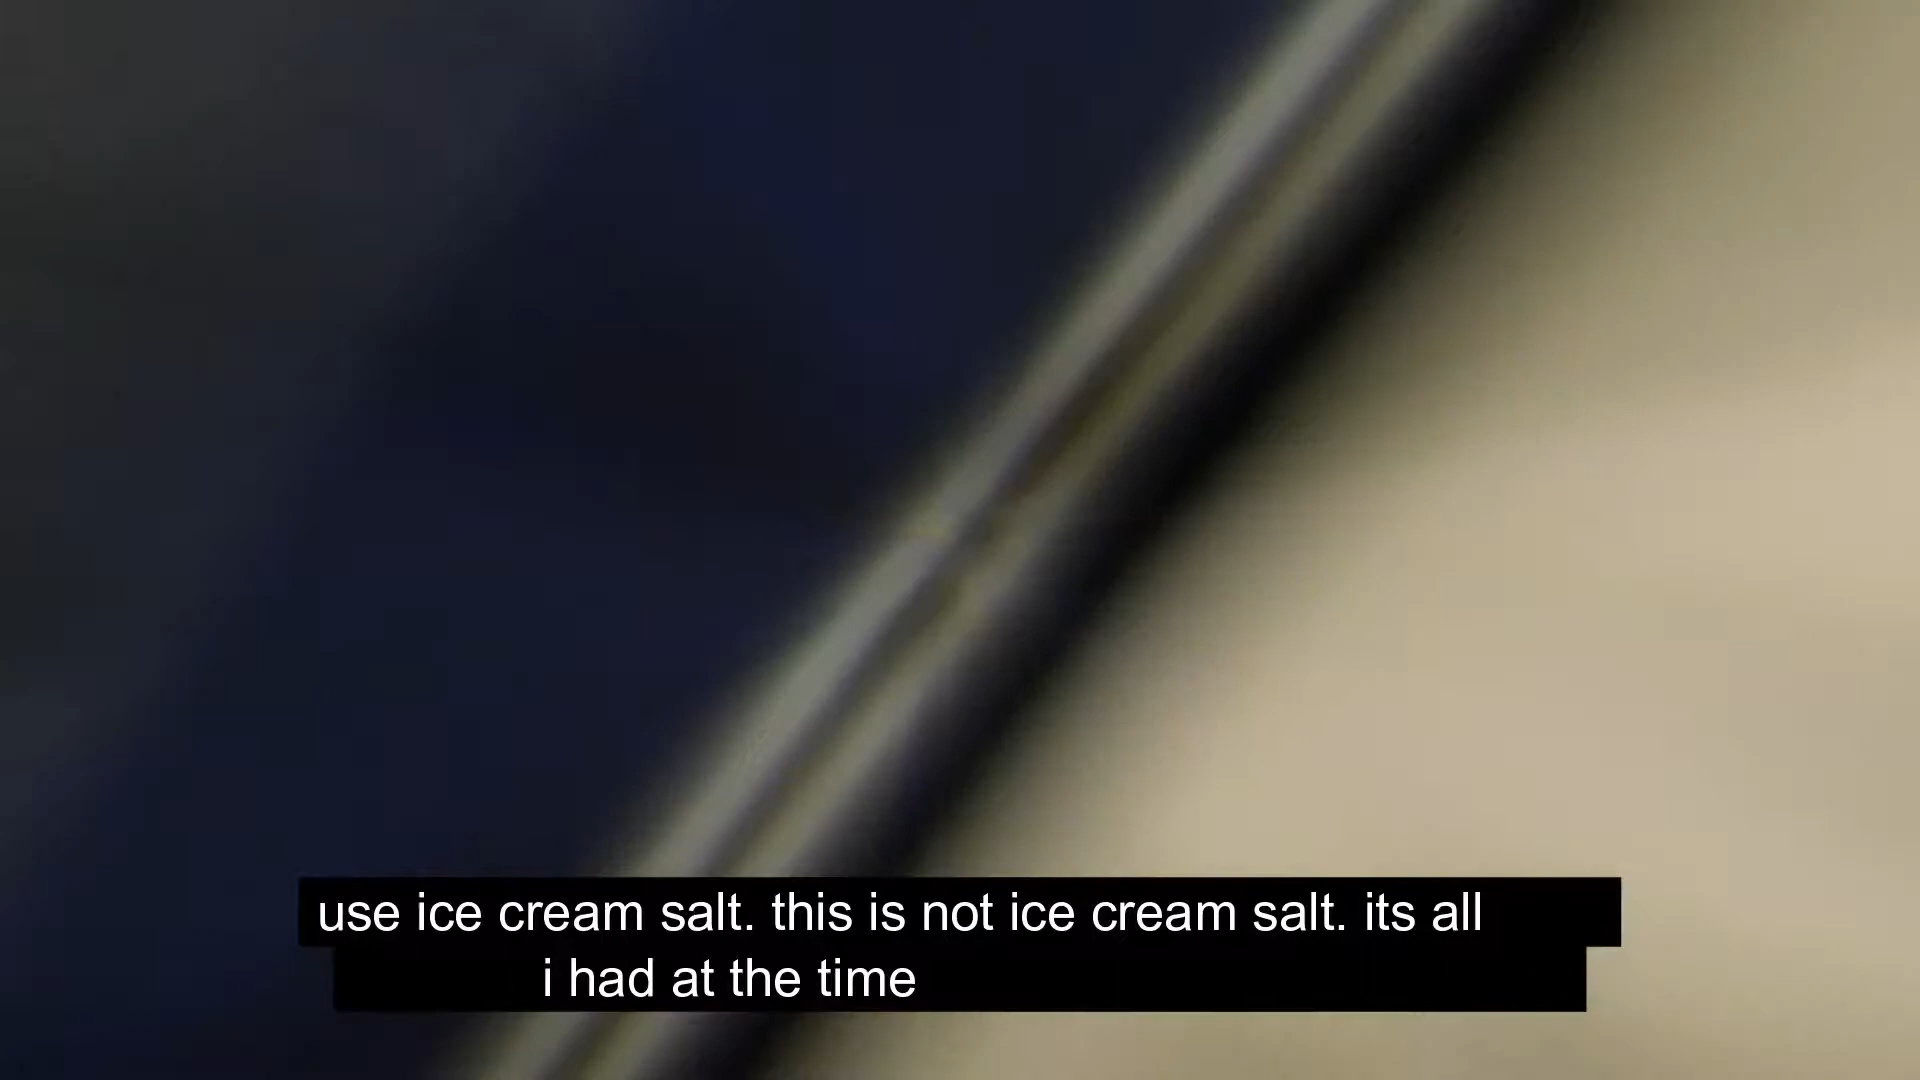 use ice cream salt. this is not ice cream salt. its all
i had at the time